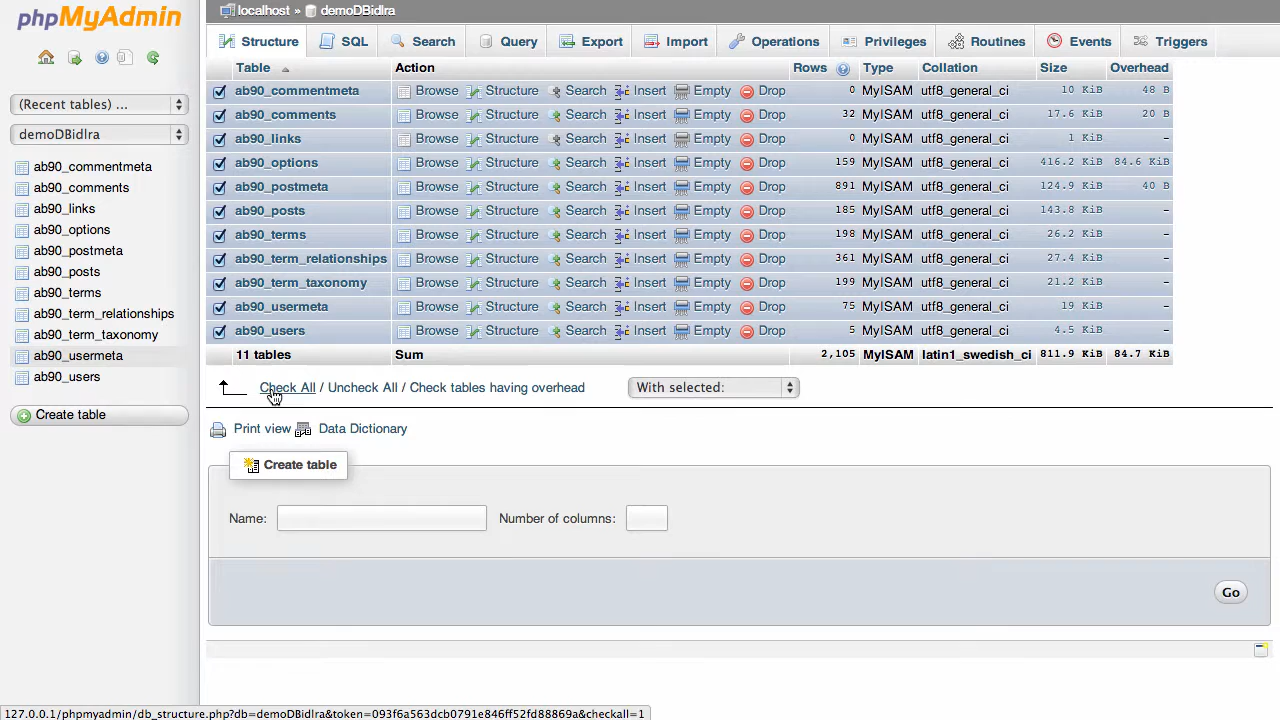 phpMyAdmin
(Recent tables) ...
demoDBidlra
ab90_commentmeta
ab90_comments
ab90_links
ab90_options
ab90_postmeta
ab90_posts
ab90_terms
ab90_term_relationships
ab90_term_taxonomy
ab90_usermeta
ab90_users
Create table
localhost » demoDBidlra
Structure SQL Search Query Export Import Operations Privileges Routines Events Triggers
Table Action Rows Type Collation Size Overhead
ab90_commentmeta Browse Structure Search Insert Empty Drop 0 MyISAM utf8_general_ci 10 KiB 48 B
ab90_comments Browse Structure Search Insert Empty Drop 32 MyISAM utf8_general_ci 17.6 KiB 20 B
ab90_links Browse Structure Search Insert Empty Drop 0 MyISAM utf8_general_ci 1 KiB -
ab90_options Browse Structure Search Insert Empty Drop 159 MyISAM utf8_general_ci 416.2 KiB 84.6 KiB
ab90_postmeta Browse Structure Search Insert Empty Drop 891 MyISAM utf8_general_ci 124.9 KiB 40 B
ab90_posts Browse Structure Search Insert Empty Drop 185 MyISAM utf8_general_ci 143.8 KiB -
ab90_terms Browse Structure Search Insert Empty Drop 198 MyISAM utf8_general_ci 26.2 KiB -
ab90_term_relationships Browse Structure Search Insert Empty Drop 361 MyISAM utf8_general_ci 27.4 KiB -
ab90_term_taxonomy Browse Structure Search Insert Empty Drop 199 MyISAM utf8_general_ci 21.2 KiB -
ab90_usermeta Browse Structure Search Insert Empty Drop 75 MyISAM utf8_general_ci 19 KiB -
ab90_users Browse Structure Search Insert Empty Drop 5 MyISAM utf8_general_ci 4.5 KiB -
11 tables Sum 2,105 MyISAM latin1_swedish_ci 811.9 KiB 84.7 KiB
Check All / Uncheck All / Check tables having overhead With selected:
Print view Data Dictionary
Create table
Name: Number of columns:
Go
127.0.0.1/phpmyadmin/db_structure.php?db=demoDBidlra&token=093f6a563dcb0791e846ff52fd88869a&checkall=1